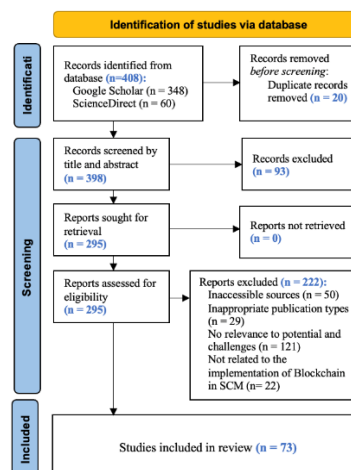 Identification of studies via database
Identificati
Records identified from
database (n=408):
Google Scholar (n = 348)
ScienceDirect (n = 60)
Records removed
before screening:
Duplicate records
removed (n = 20)
Screening
Records screened by
title and abstract
(n = 398)
Records excluded
(n = 93)
Reports sought for
retrieval
(n = 295)
Reports not retrieved
(n = 0)
Reports assessed for
eligibility
(n = 295)
Reports excluded (n = 222):
Inaccessible sources (n = 50)
Inappropriate publication types
(n = 29)
No relevance to potential and
challenges (n = 121)
Not related to the
implementation of Blockchain
in SCM (n= 22)
Included
Studies included in review (n = 73)